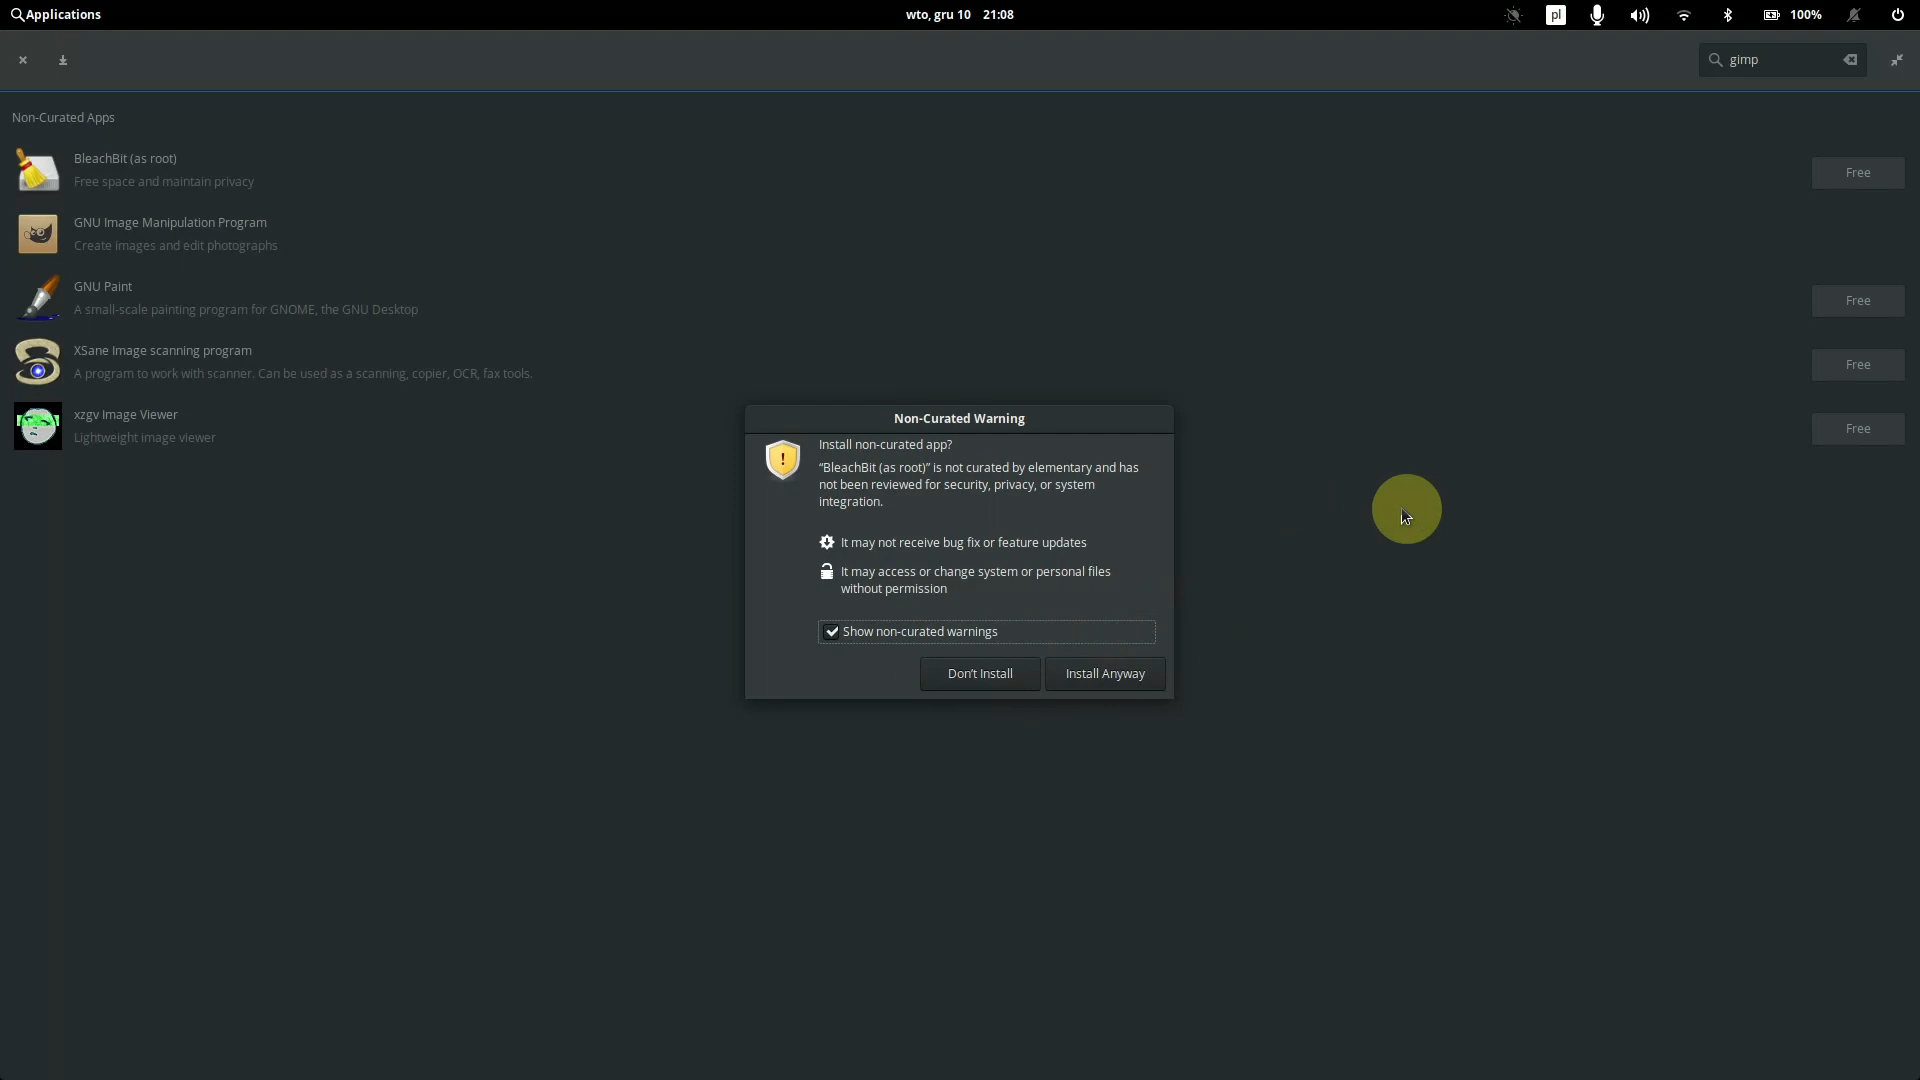 Applications
wto, gru 10 21:08
pl
100%
gimp
Non-Curated Apps
BleachBit (as root)
Free space and maintain privacy
Free
GNU Image Manipulation Program
Create images and edit photographs
GNU Paint
A small-scale painting program for GNOME, the GNU Desktop
Free
XSane Image scanning program
A program to work with scanner. Can be used as a scanning, copier, OCR, fax tools.
Free
xzgv Image Viewer
Lightweight image viewer
Free
Non-Curated Warning
Install non-curated app?
“BleachBit (as root)” is not curated by elementary and has
not been reviewed for security, privacy, or system
integration.
It may not receive bug fix or feature updates
It may access or change system or personal files
without permission
Show non-curated warnings
Don’t Install
Install Anyway